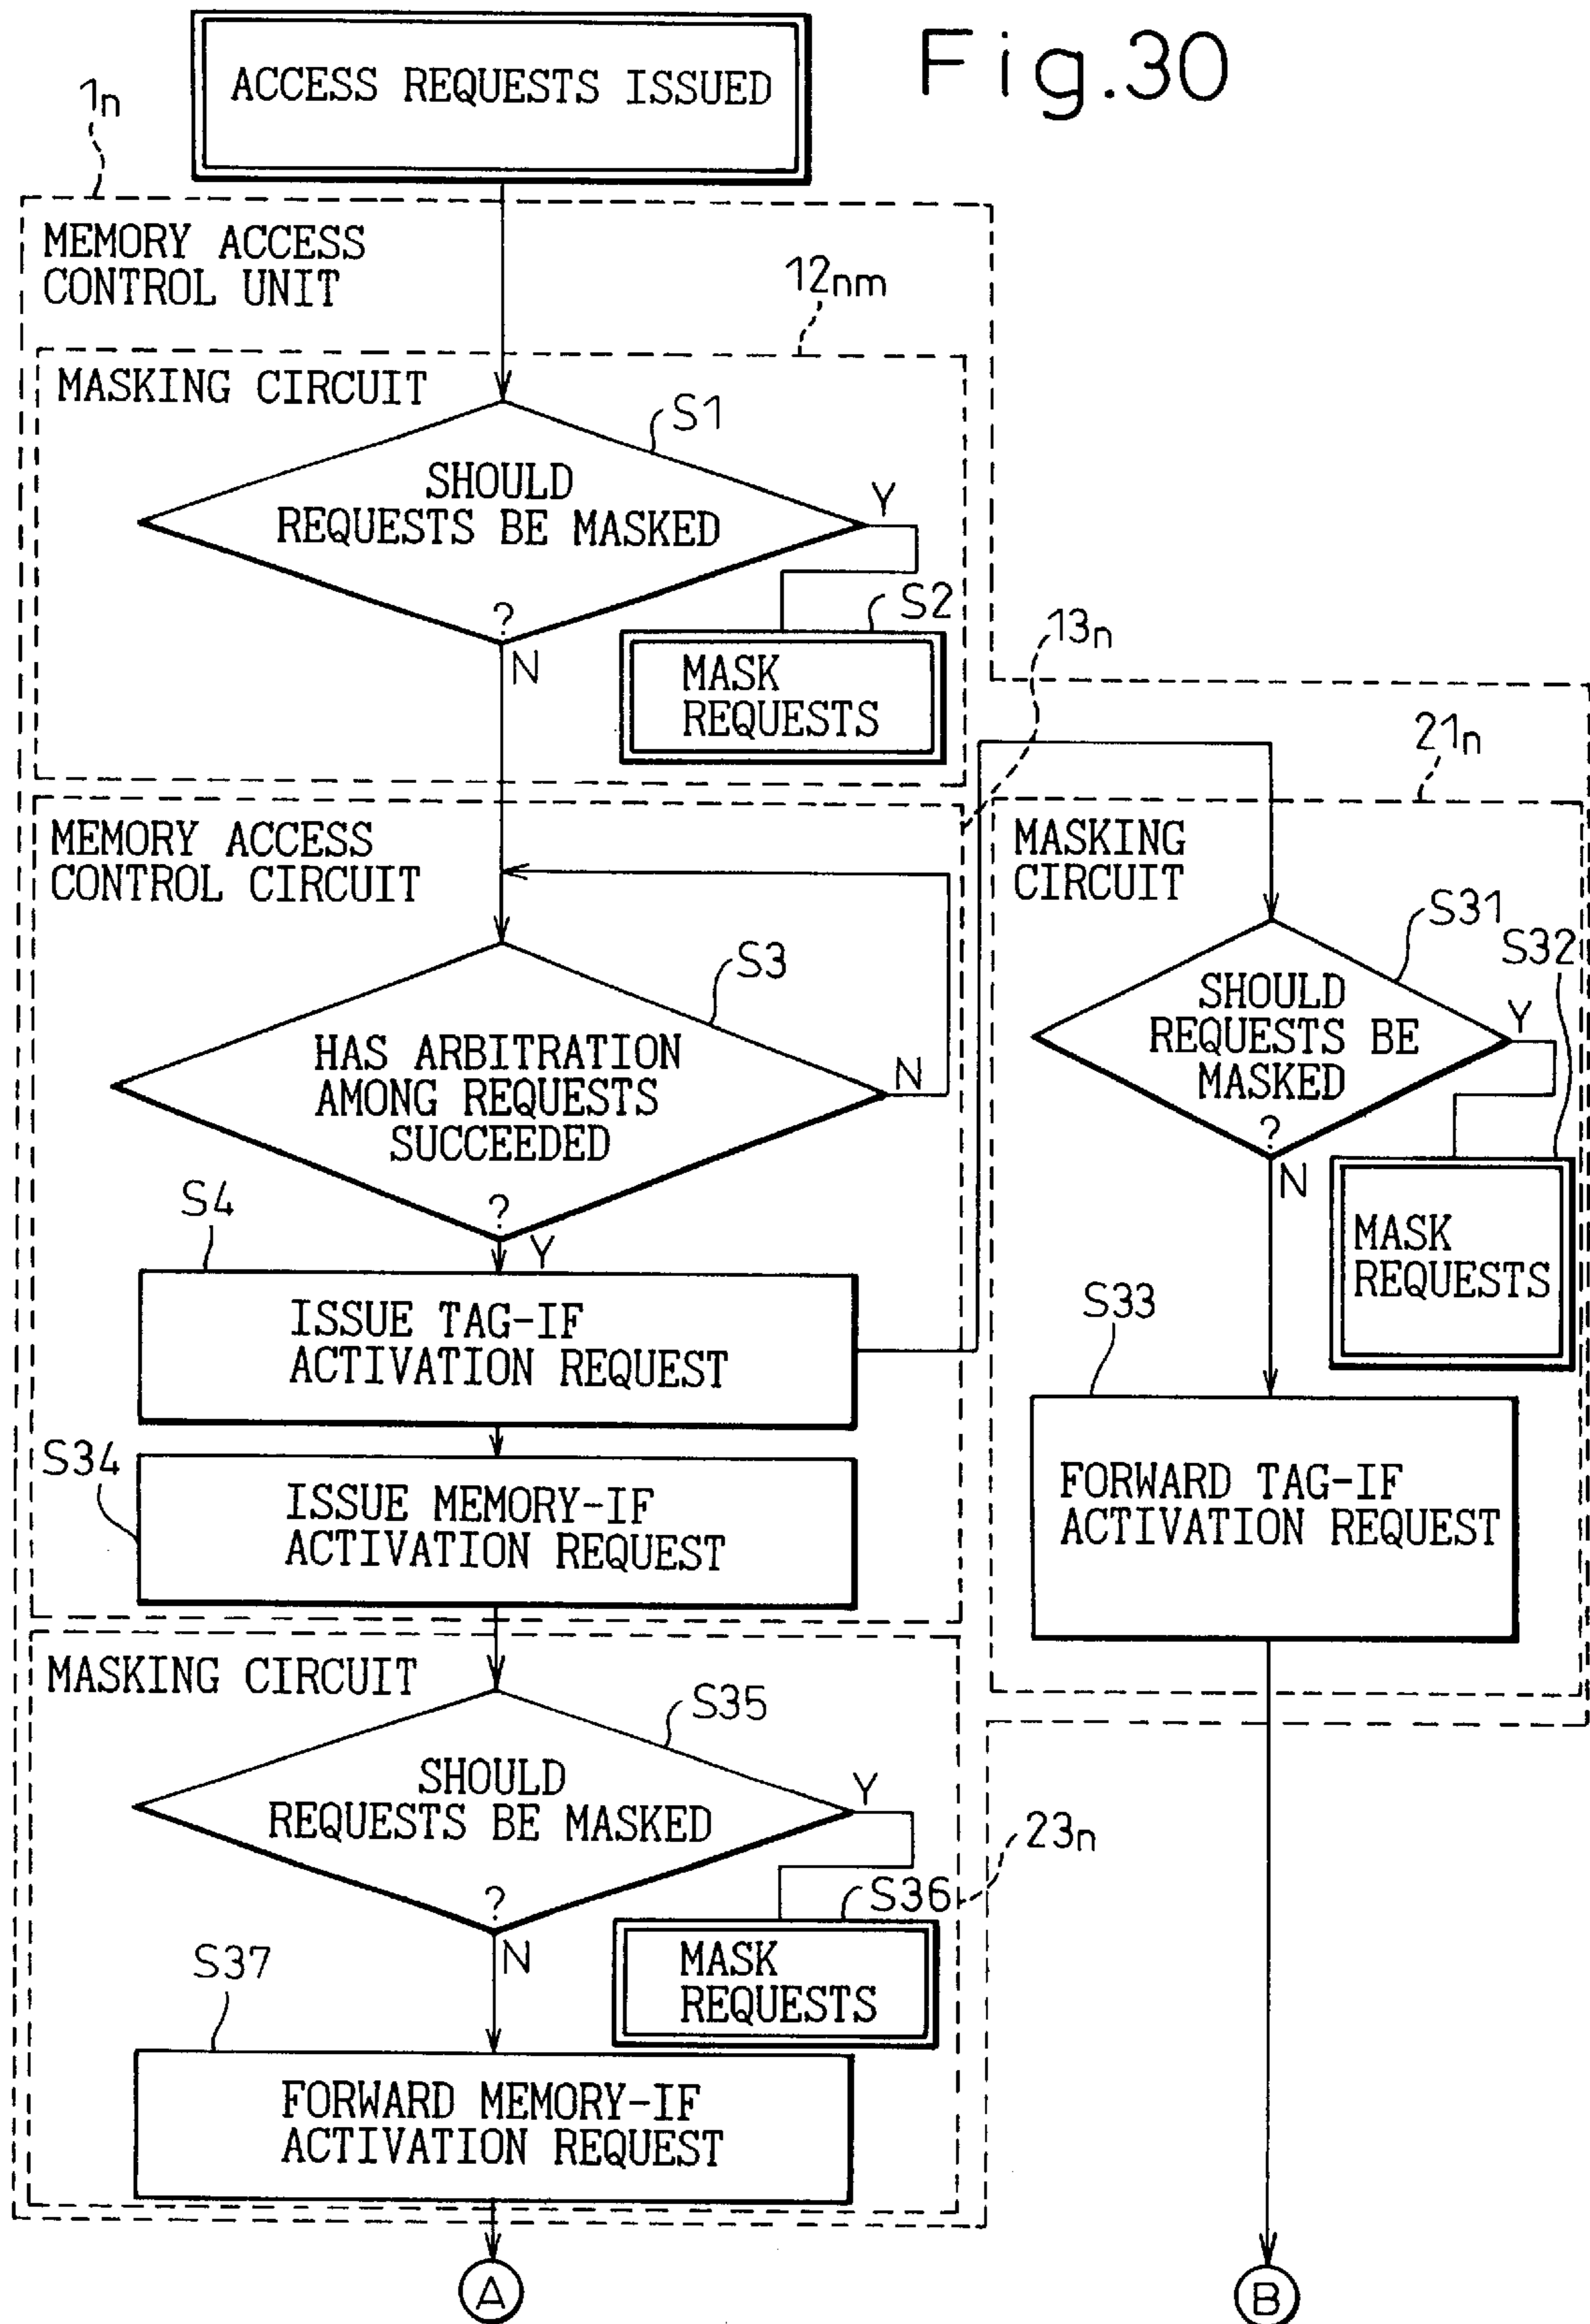 Fig.30
ACCESS REQUESTS ISSUED
1n
MEMORY ACCESS
CONTROL UNIT
12nm
MASKING CIRCUIT
S1
SHOULD
REQUESTS BE MASKED
?
Y
N
S2
MASK
REQUESTS
13n
MEMORY ACCESS
CONTROL CIRCUIT
S3
HAS ARBITRATION
AMONG REQUESTS
SUCCEEDED
?
N
Y
S4
ISSUE TAG-IF
ACTIVATION REQUEST
S34
ISSUE MEMORY-IF
ACTIVATION REQUEST
21n
MASKING
CIRCUIT
S31
SHOULD
REQUESTS BE
MASKED
?
Y
N
S32
MASK
REQUESTS
S33
FORWARD TAG-IF
ACTIVATION REQUEST
MASKING CIRCUIT
S35
SHOULD
REQUESTS BE MASKED
?
Y
N
23n
S36
MASK
REQUESTS
S37
FORWARD MEMORY-IF
ACTIVATION REQUEST
A
B